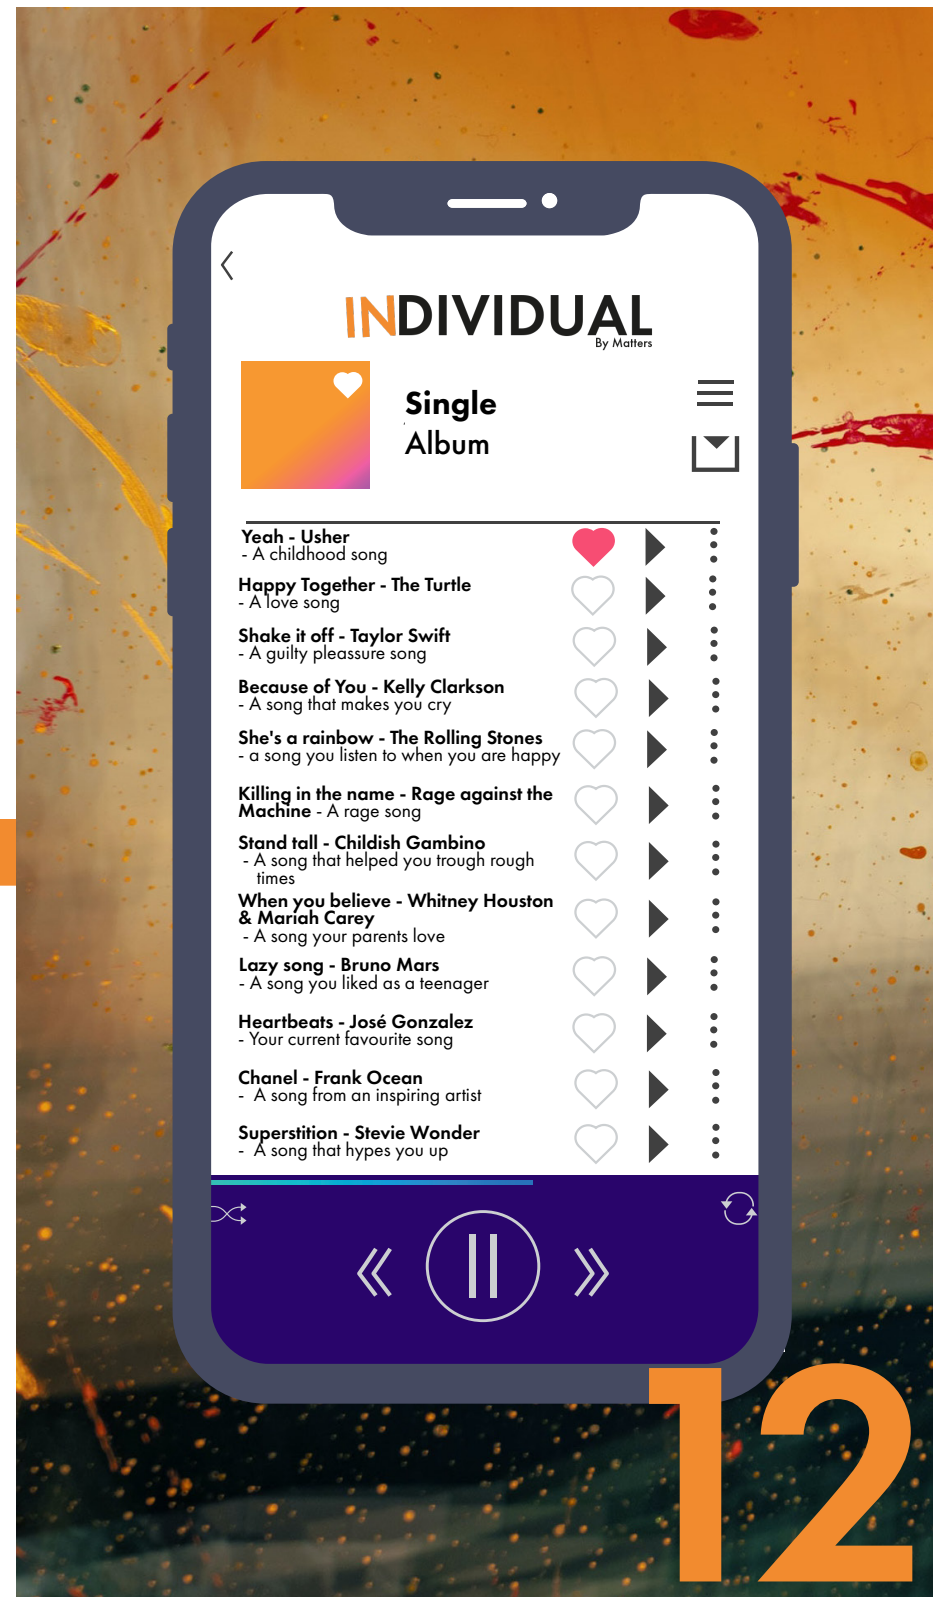 INDIVIDUAL
By Matters
Single
Album
Yeah - Usher
- A childhood song
Happy Together - The Turtle
- A love song
Shake it off - Taylor Swift
- A guilty pleassure song
Because of You - Kelly Clarkson
- A song that makes you cry
She's a rainbow - The Rolling Stones
- a song you listen to when you are happy
Killing in the name - Rage against the
Machine - A rage song
Stand tall - Childish Gambino
- A song that helped you trough rough
times
When you believe - Whitney Houston
& Mariah Carey
- A song your parents love
Lazy song - Bruno Mars
- A song you liked as a teenager
Heartbeats - José Gonzalez
- Your current favourite song
Chanel - Frank Ocean
- A song from an inspiring artist
Superstition - Stevie Wonder
- A song that hypes you up
12